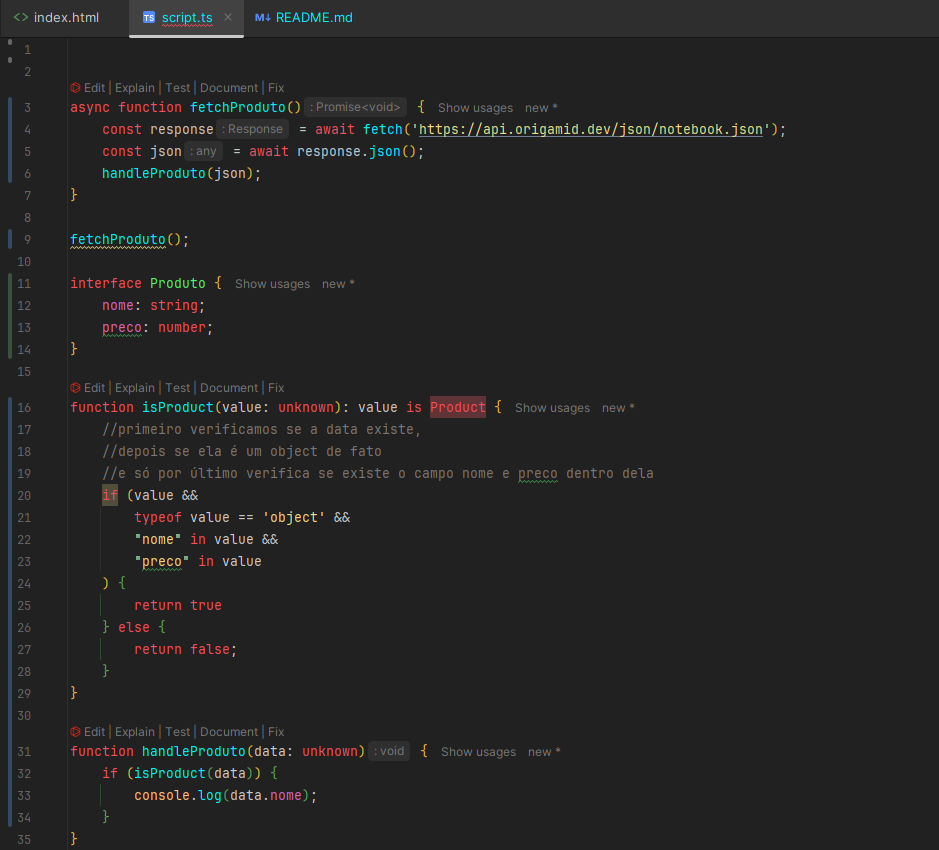 <> index.html TS script.ts × M↓ README.md
1
2
Edit | Explain | Test | Document | Fix
3 async function fetchProduto() : Promise<void> { Show usages new *
4 const response : Response = await fetch('https://api.origamid.dev/json/notebook.json');
5 const json : any = await response.json();
6 handleProduto(json);
7 }
8
9 fetchProduto();
10
11 interface Produto { Show usages new *
12 nome: string;
13 preco: number;
14 }
15
Edit | Explain | Test | Document | Fix
16 function isProduct(value: unknown): value is Product { Show usages new *
17 //primeiro verificamos se a data existe,
18 //depois se ela é um object de fato
19 //e só por último verifica se existe o campo nome e preco dentro dela
20 if (value &&
21 typeof value == 'object' &&
22 "nome" in value &&
23 "preco" in value
24 ) {
25 return true
26 } else {
27 return false;
28 }
29 }
30
Edit | Explain | Test | Document | Fix
31 function handleProduto(data: unknown) : void { Show usages new *
32 if (isProduct(data)) {
33 console.log(data.nome);
34 }
35 }